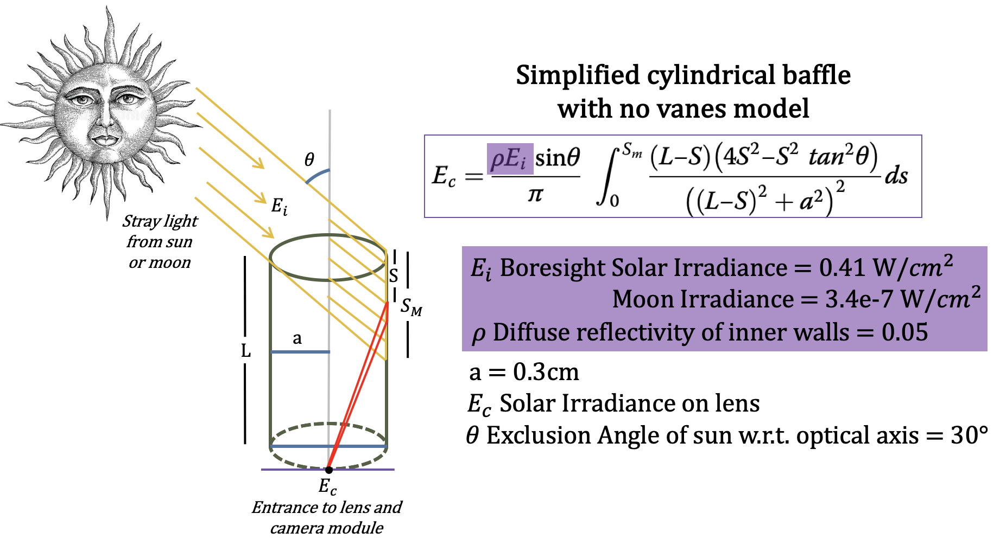 Simplified cylindrical baffle
with no vanes model
θ
E_i
Stray light
from sun
or moon
E_c = ρE_i sinθ / π ∫_0^{S_m} (L–S)(4S²–S² tan²θ) / ((L–S)² + a²)² ds
S
S_M
a
L
E_i Boresight Solar Irradiance = 0.41 W/cm²
Moon Irradiance = 3.4e-7 W/cm²
ρ Diffuse reflectivity of inner walls = 0.05
a = 0.3cm
E_c Solar Irradiance on lens
θ Exclusion Angle of sun w.r.t. optical axis = 30°
E_c
Entrance to lens and
camera module